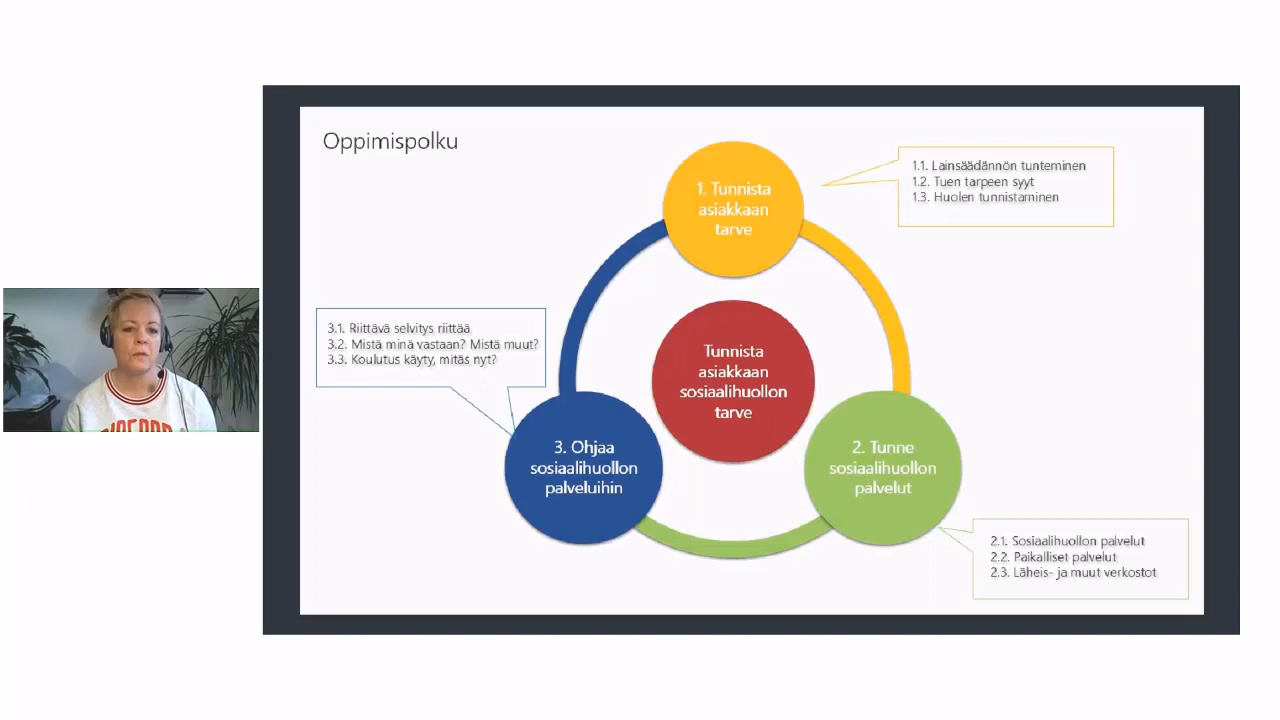 Oppimispolku
1. Tunnista
asiakkaan
tarve
1.1. Lainsäädännön tunteminen
1.2. Tuen tarpeen syyt
1.3. Huolen tunnistaminen
3.1. Riittävä selvitys riittää
3.2. Mistä minä vastaan? Mistä muut?
3.3. Koulutus käyty, mitäs nyt?
Tunnista
asiakkaan
sosiaalihuollon
tarve
3. Ohjaa
sosiaalihuollon
palveluihin
2. Tunne
sosiaalihuollon
palvelut
2.1. Sosiaalihuollon palvelut
2.2. Paikalliset palvelut
2.3. Läheis- ja muut verkostot